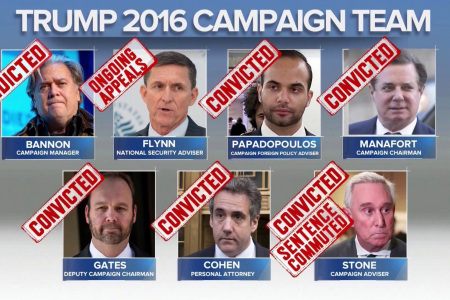 TRUMP 2016 CAMPAIGN TEAM
DICTED
BANNON
CAMPAIGN MANAGER
ONGOING
APPEALS
FLYNN
NATIONAL SECURITY ADVISER
CONVICTED
PAPADOPOULOS
CAMPAIGN FOREIGN POLICY ADVISER
CONVICTED
MANAFORT
CAMPAIGN CHAIRMAN
CONVICTED
GATES
DEPUTY CAMPAIGN CHAIRMAN
CONVICTED
COHEN
PERSONAL ATTORNEY
CONVICTED
SENTENCE
COMMUTED
STONE
CAMPAIGN ADVISER